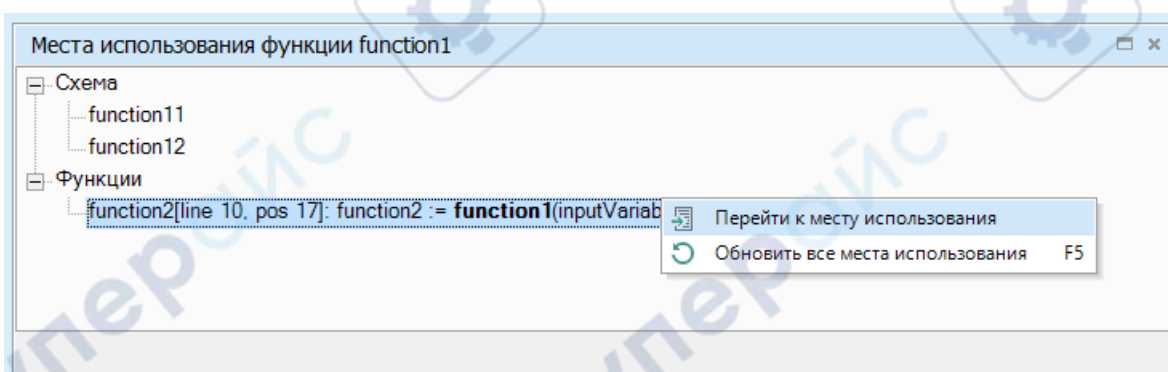 Места использования функции function1
Схема
function11
function12
Функции
function2[line 10, pos 17]: function2 := function1(inputVariab
Перейти к месту использования
Обновить все места использования F5